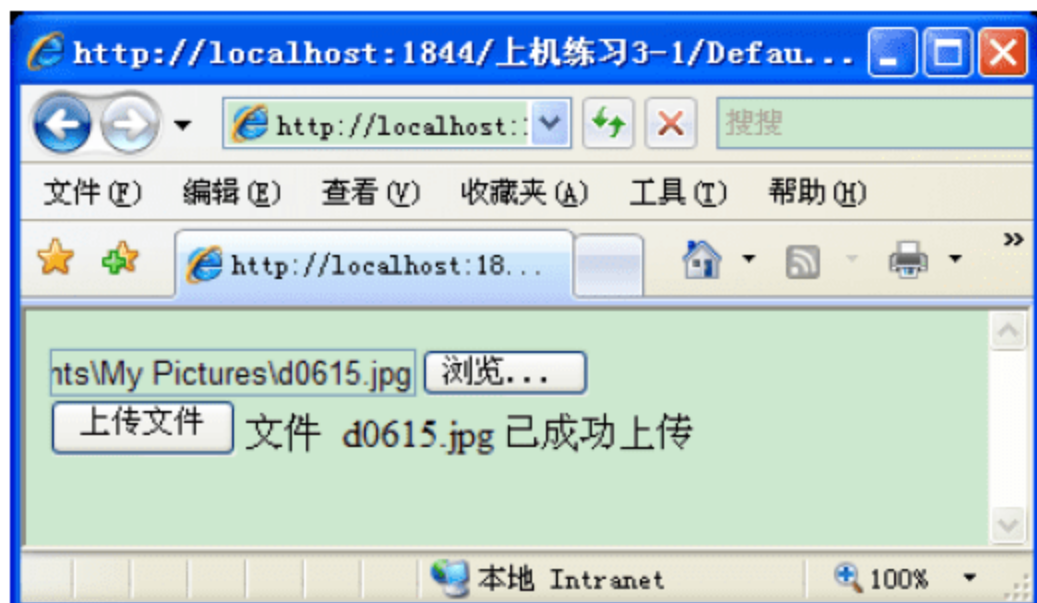 http://localhost:1844/上机练习3-1/Defau...
http://localhost:: 搜搜
文件(F) 编辑(E) 查看(V) 收藏夹(A) 工具(T) 帮助(H)
http://localhost:18... »
nts\My Pictures\d0615.jpg 浏览...
上传文件 文件 d0615.jpg 已成功上传
本地 Intranet 100%